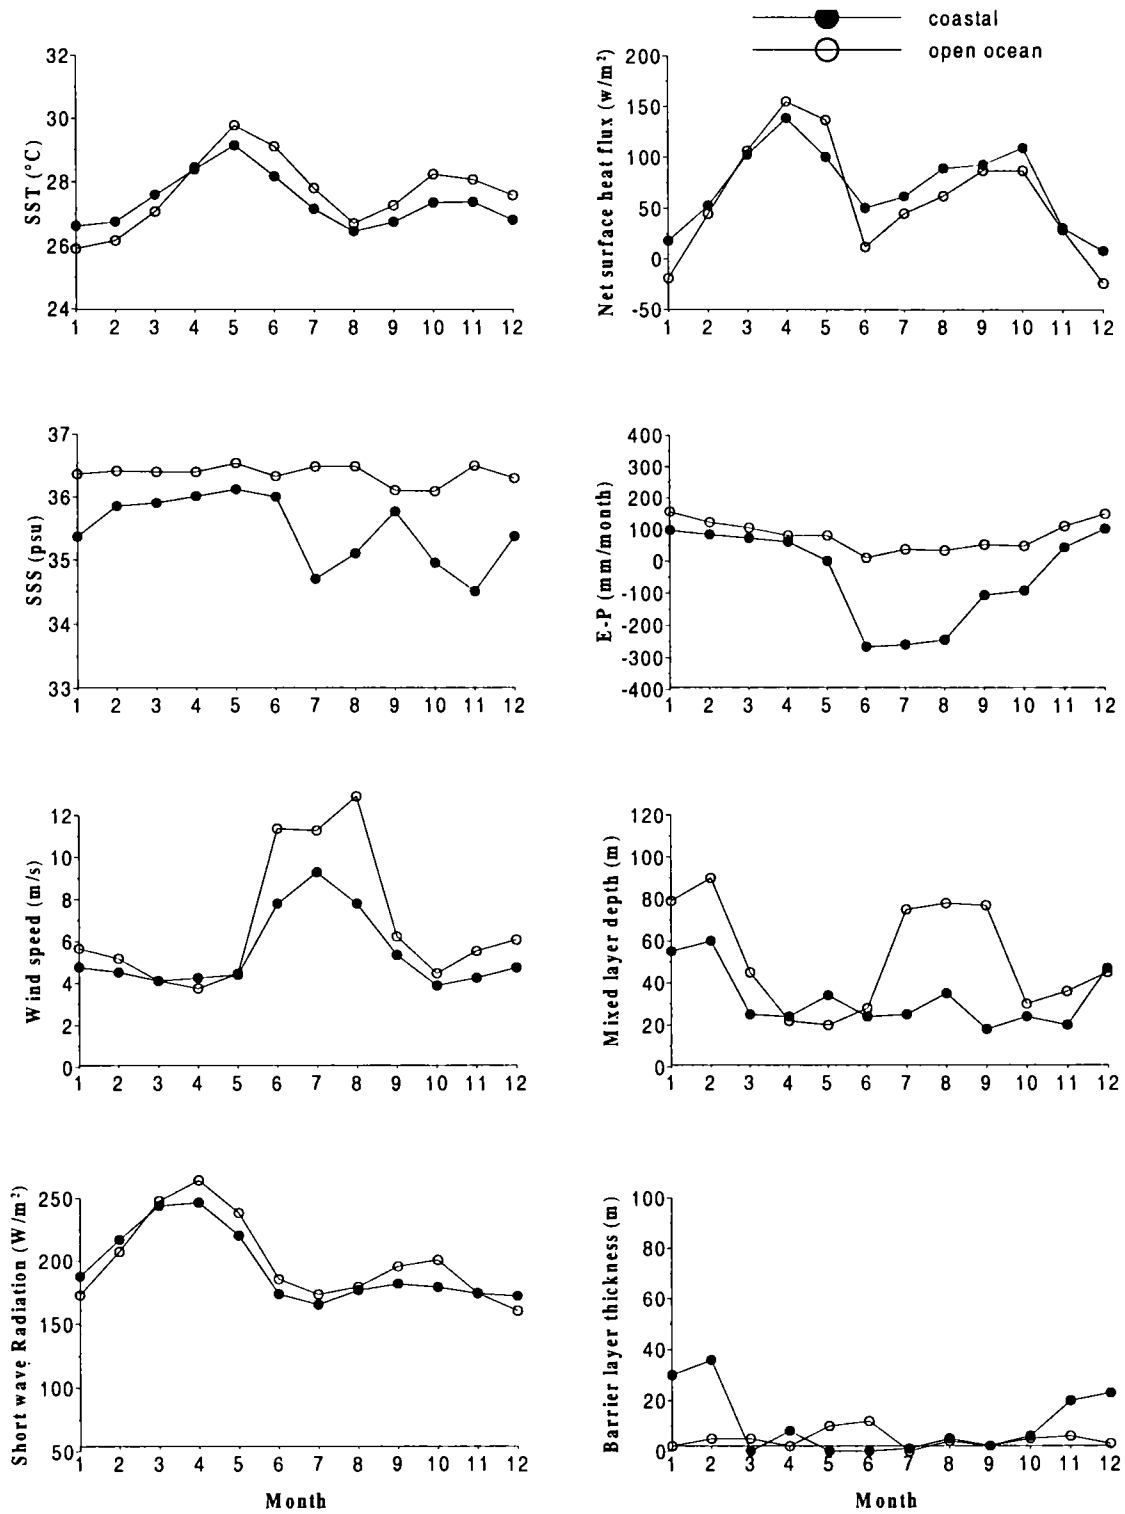 coastal
open ocean
SST (°C)
32
30
28
26
24
1 2 3 4 5 6 7 8 9 10 11 12
Net surface heat flux (w/m²)
200
150
100
50
0
-50
1 2 3 4 5 6 7 8 9 10 11 12
SSS (psu)
37
36
35
34
33
1 2 3 4 5 6 7 8 9 10 11 12
E-P (mm/month)
400
300
200
100
0
-100
-200
-300
-400
1 2 3 4 5 6 7 8 9 10 11 12
Wind speed (m/s)
12
10
8
6
4
2
0
1 2 3 4 5 6 7 8 9 10 11 12
Mixed layer depth (m)
120
100
80
60
40
20
0
1 2 3 4 5 6 7 8 9 10 11 12
Short wave Radiation (W/m²)
250
200
150
100
50
1 2 3 4 5 6 7 8 9 10 11 12
Month
Barrier layer thickness (m)
100
80
60
40
20
0
1 2 3 4 5 6 7 8 9 10 11 12
Month